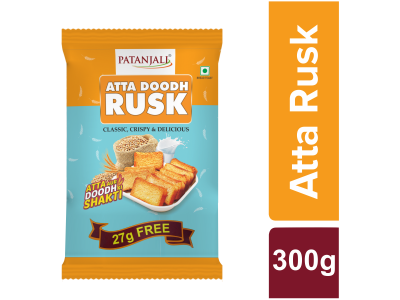 PATANJALI
ATTA DOODH
RUSK
CLASSIC, CRISPY & DELICIOUS
ATTA
DOODH
SHAKTI
27g FREE
Atta Rusk
300g